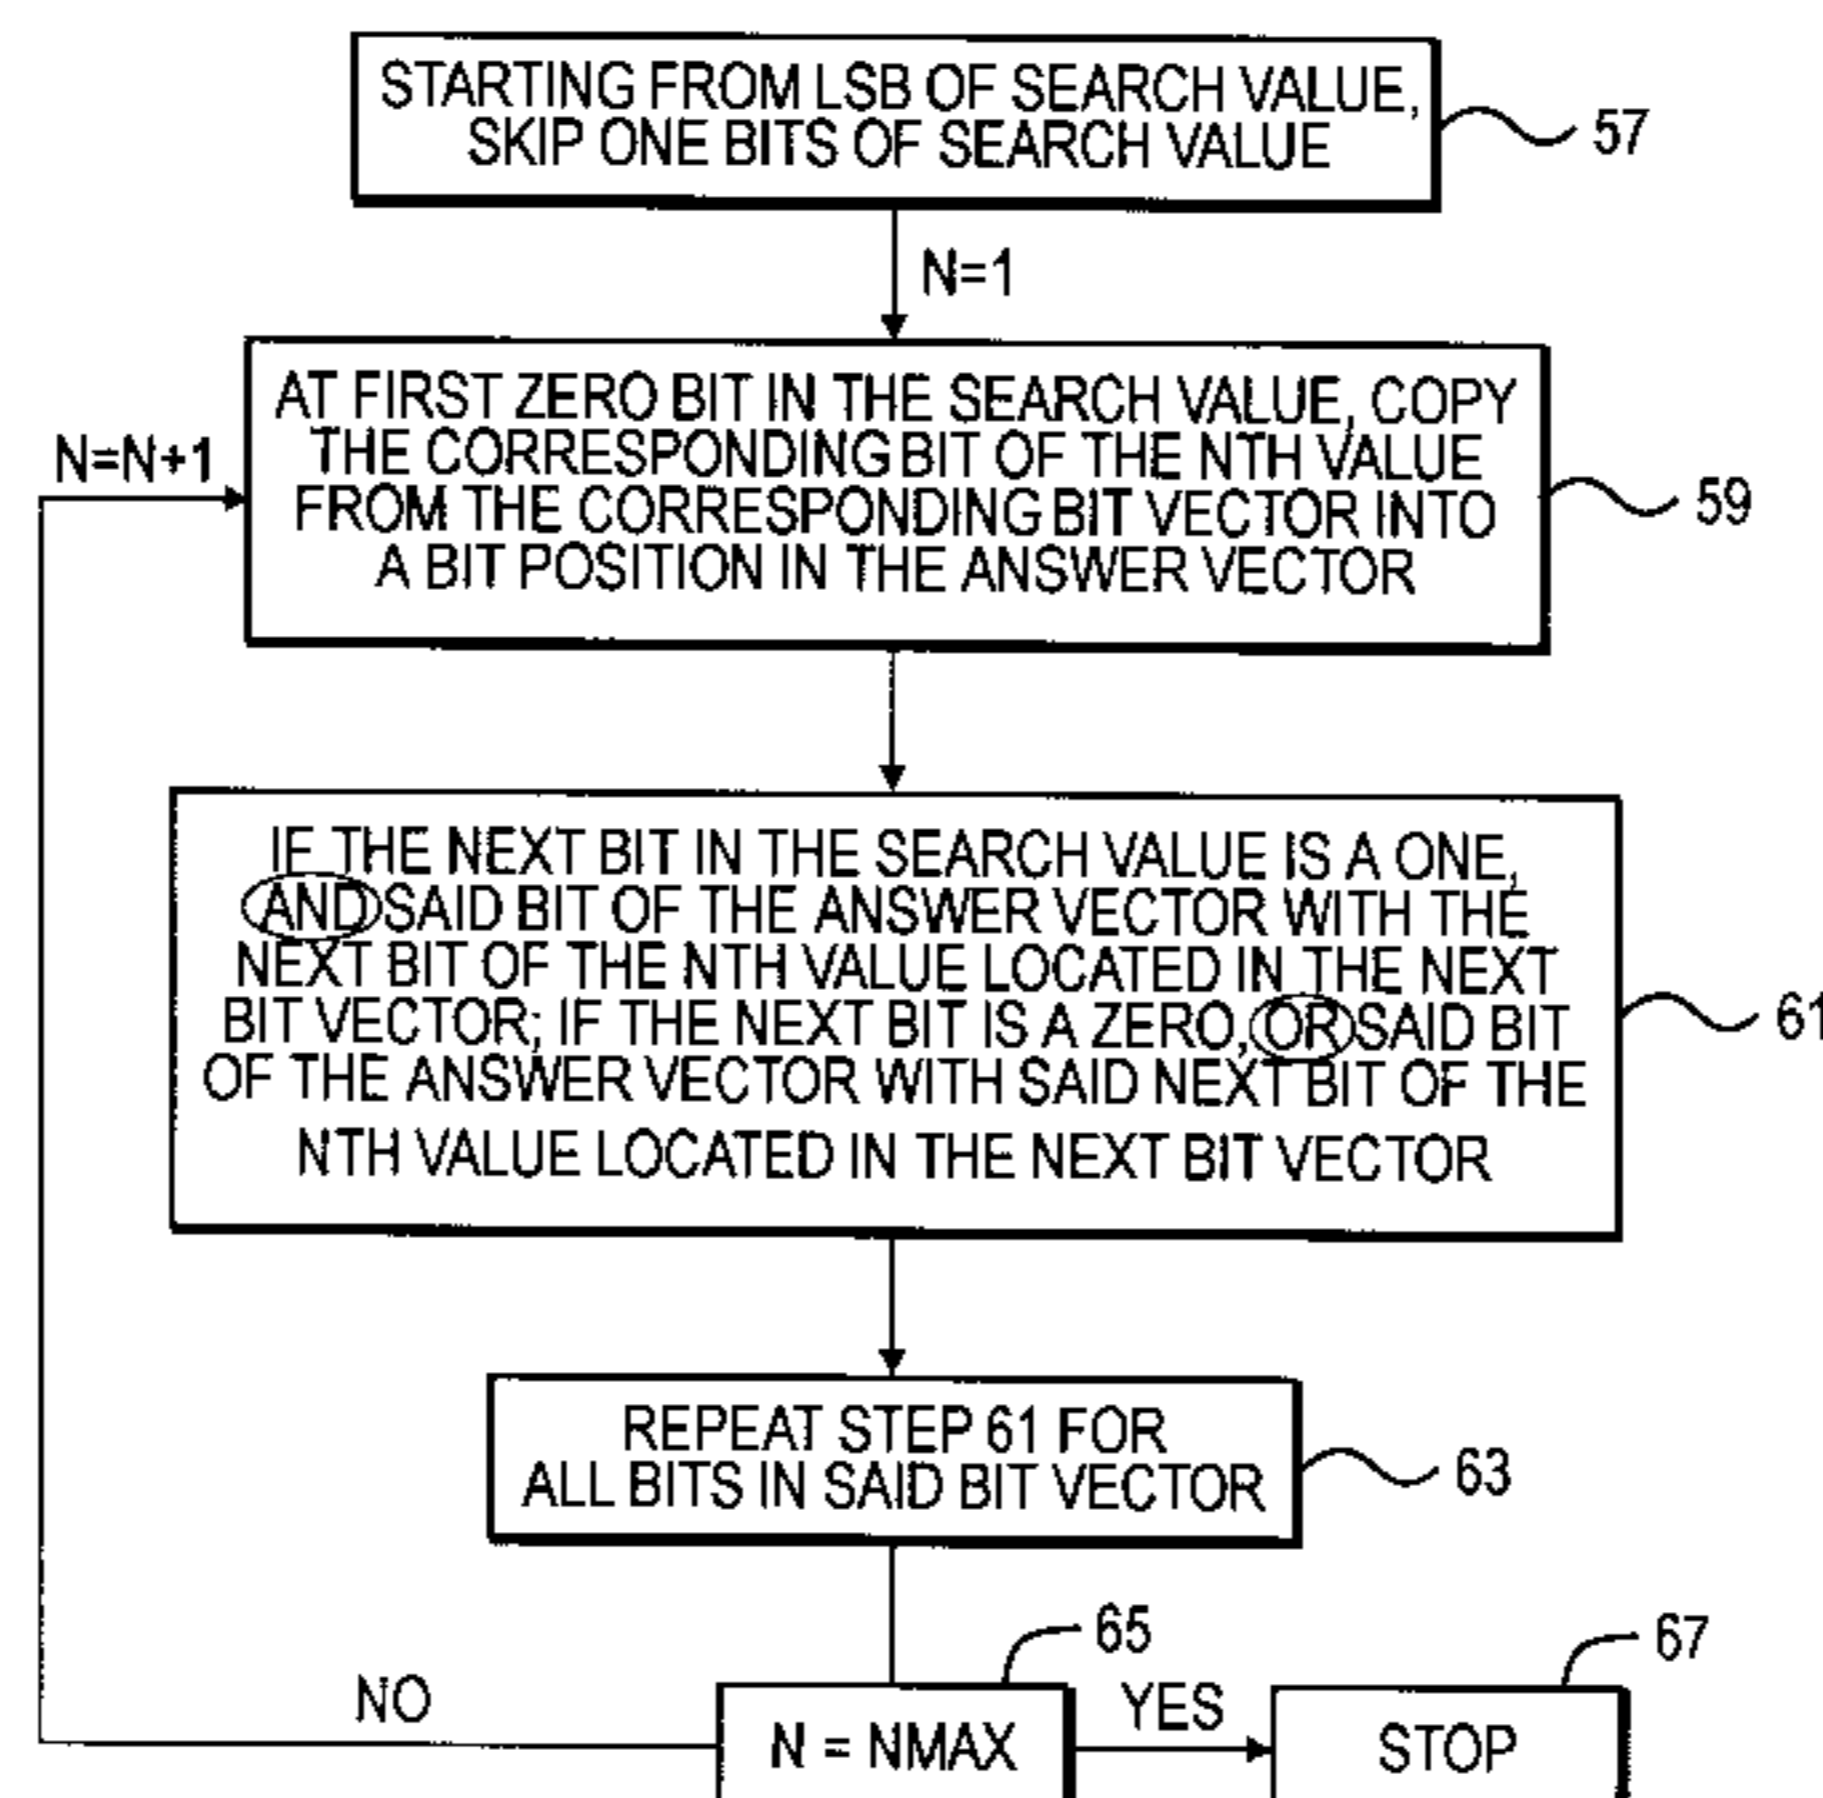 STARTING FROM LSB OF SEARCH VALUE,
SKIP ONE BITS OF SEARCH VALUE
57
N=1
AT FIRST ZERO BIT IN THE SEARCH VALUE, COPY
THE CORRESPONDING BIT OF THE NTH VALUE
FROM THE CORRESPONDING BIT VECTOR INTO
A BIT POSITION IN THE ANSWER VECTOR
N=N+1
59
IF THE NEXT BIT IN THE SEARCH VALUE IS A ONE,
AND SAID BIT OF THE ANSWER VECTOR WITH THE
NEXT BIT OF THE NTH VALUE LOCATED IN THE NEXT
BIT VECTOR; IF THE NEXT BIT IS A ZERO, OR SAID BIT
OF THE ANSWER VECTOR WITH SAID NEXT BIT OF THE
NTH VALUE LOCATED IN THE NEXT BIT VECTOR
61
REPEAT STEP 61 FOR
ALL BITS IN SAID BIT VECTOR
63
65
67
NO
N = NMAX
YES
STOP